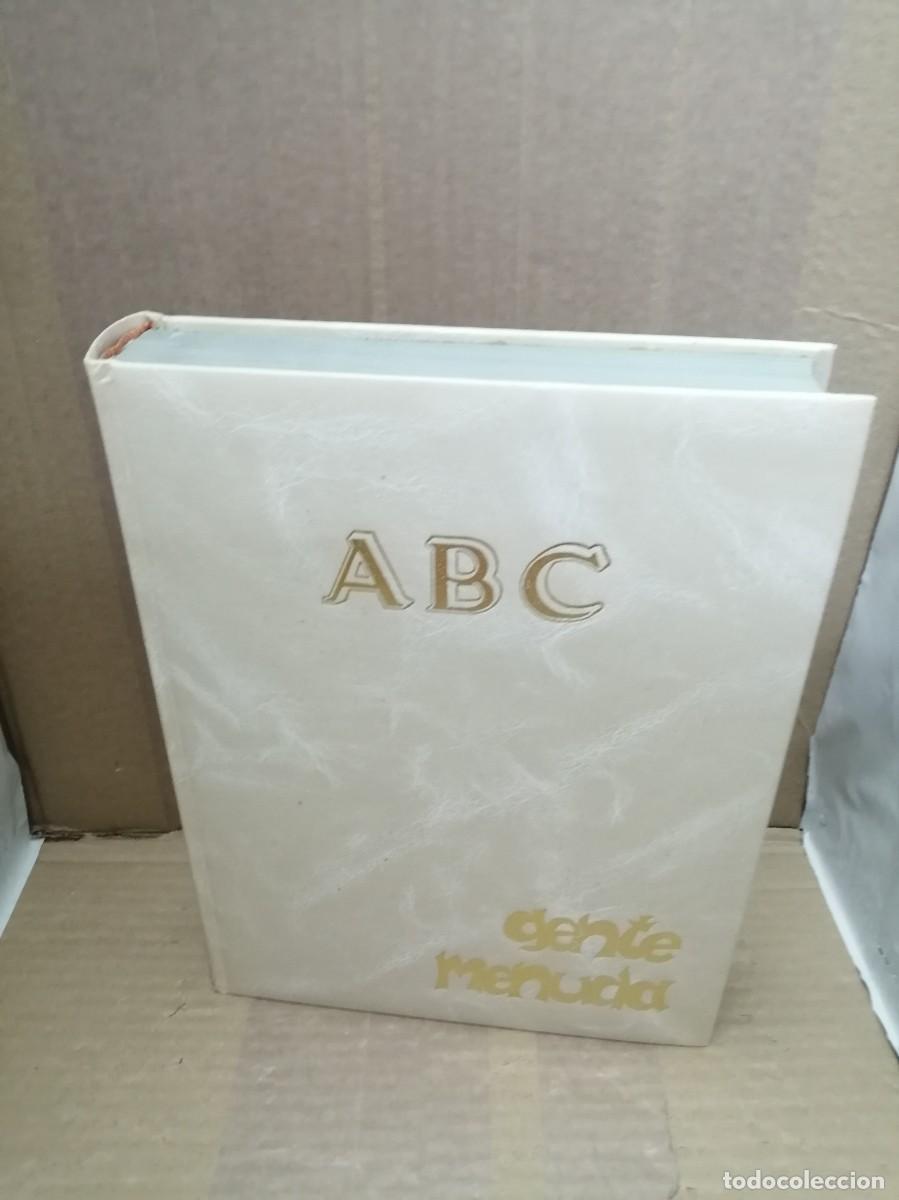 ABC
gente
menuda
todocoleccion